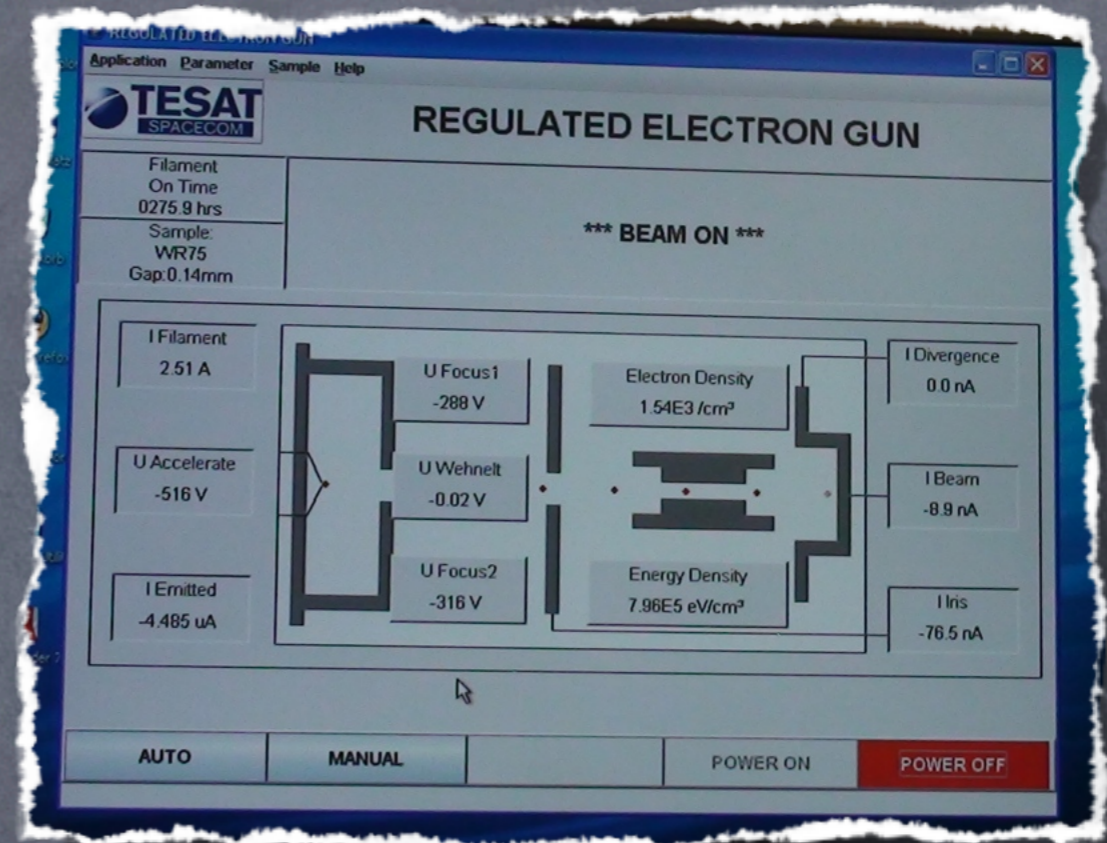 REGULATED ELECTRON GUN
Application Parameter Sample Help
TESAT
SPACECOM
REGULATED ELECTRON GUN
Filament
On Time
0275.9 hrs
*** BEAM ON ***
Sample:
WR75
Gap:0.14mm
I Filament
2.51 A
U Focus1
-288 V
Electron Density
1.54E3 /cm³
I Divergence
0.0 nA
U Accelerate
-516 V
U Wehnelt
-0.02 V
I Beam
-8.9 nA
I Emitted
-4.485 uA
U Focus2
-316 V
Energy Density
7.96E5 eV/cm³
I Iris
-76.5 nA
AUTO
MANUAL
POWER ON
POWER OFF